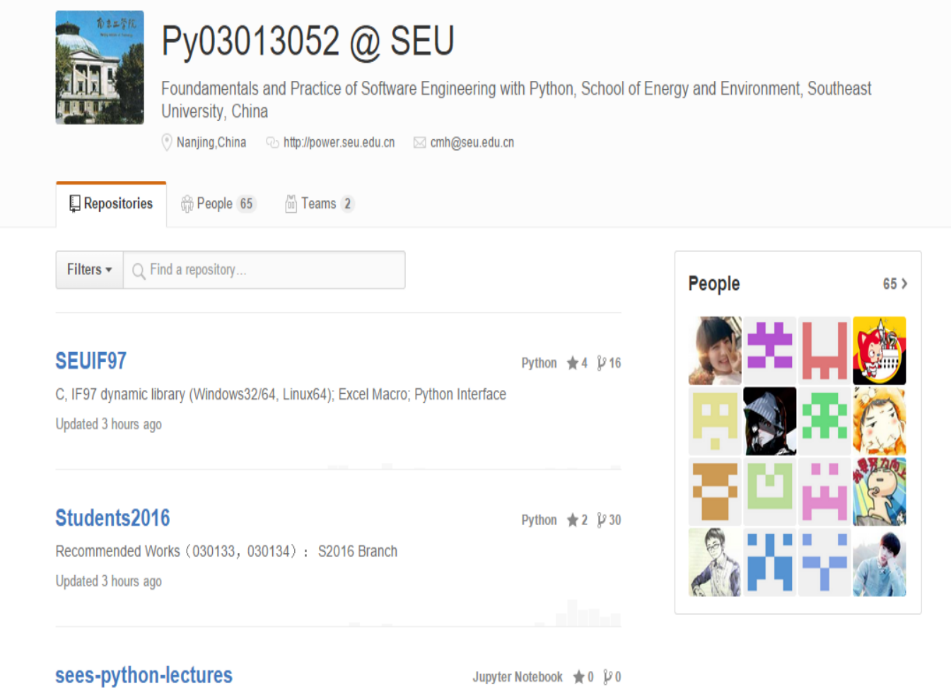 Py03013052 @ SEU
Foundamentals and Practice of Software Engineering with Python, School of Energy and Environment, Southeast
University, China
Nanjing,China http://power.seu.edu.cn cmh@seu.edu.cn
Repositories People 65 Teams 2
Filters Find a repository...
People 65
SEUIF97 Python 4 16
C, IF97 dynamic library (Windows32/64, Linux64); Excel Macro; Python Interface
Updated 3 hours ago
Students2016 Python 2 30
Recommended Works（030133，030134）：S2016 Branch
Updated 3 hours ago
sees-python-lectures Jupyter Notebook 0 0